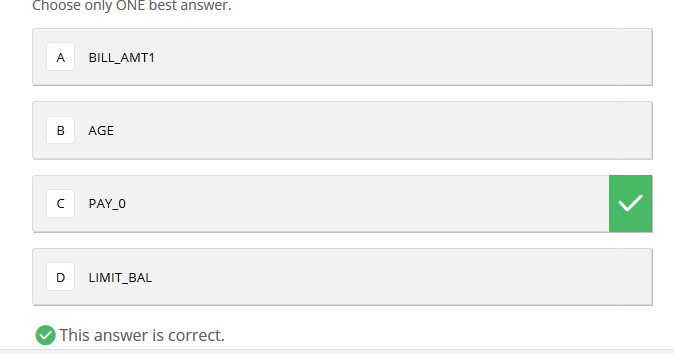 Choose only ONE best answer.
A BILL_AMT1
B AGE
C PAY_0
D LIMIT_BAL
This answer is correct.